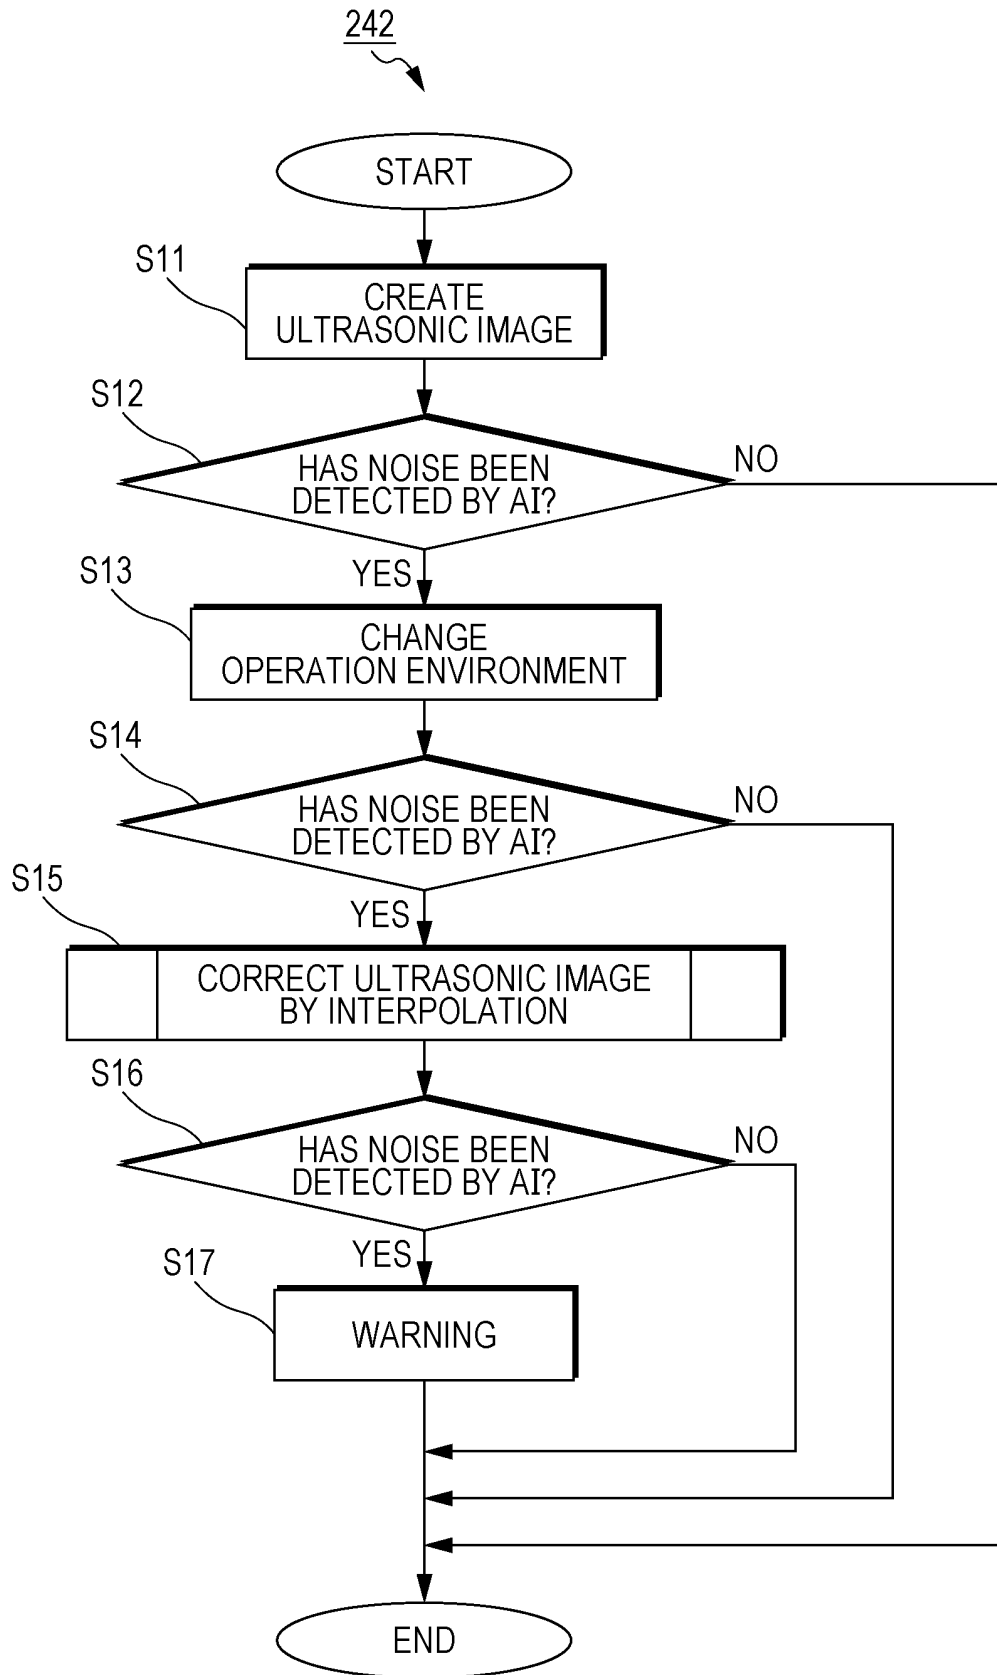 242
START
S11
CREATE
ULTRASONIC IMAGE
S12
HAS NOISE BEEN
DETECTED BY AI?
NO
YES
S13
CHANGE
OPERATION ENVIRONMENT
S14
HAS NOISE BEEN
DETECTED BY AI?
NO
YES
S15
CORRECT ULTRASONIC IMAGE
BY INTERPOLATION
S16
HAS NOISE BEEN
DETECTED BY AI?
NO
YES
S17
WARNING
END